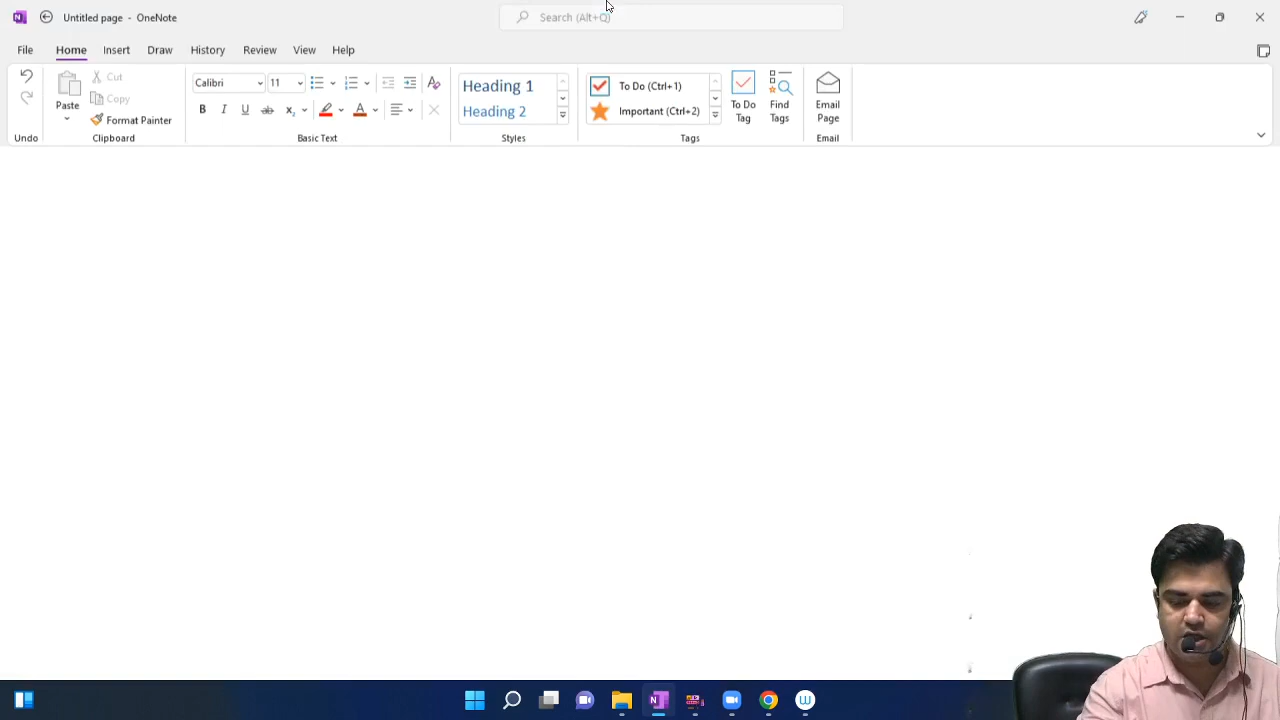 Untitled page - OneNote
Search (Alt+Q)
File Home Insert Draw History Review View Help
Undo
Paste
Cut
Copy
Format Painter
Clipboard
Calibri 11
B I U ab x₂ A
Basic Text
Heading 1
Heading 2
Styles
To Do (Ctrl+1)
Important (Ctrl+2)
Tags
To Do Tag
Find Tags
Email Page
Email